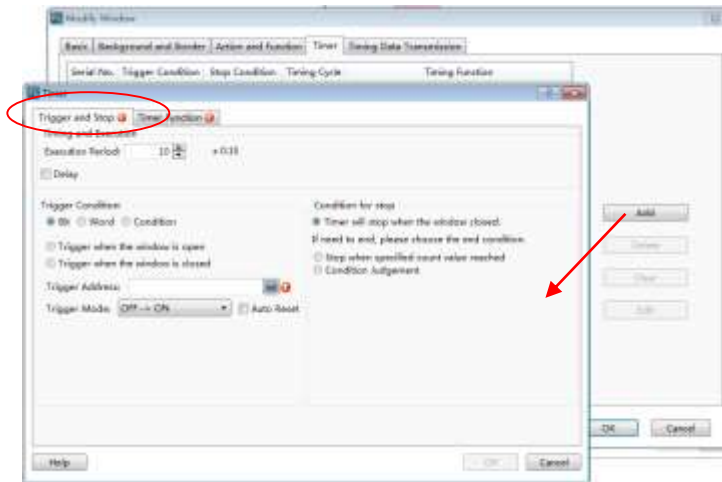 Modify Window
Basic Background and Border Action and Function Timer Timing Data Transmission
Serial No. Trigger Condition Stop Condition Timing Cycle Timing Function
Timer
Trigger and Stop Timer Function
Timing and Execution
Execution Period: 10 x 0.1S
Delay
Trigger Condition
Bit Word Condition
Trigger when the window is open
Trigger when the window is closed
Trigger Address:
Trigger Mode: OFF -> ON Auto Reset
Condition for stop
Timer will stop when the window closed.
If need to end, please choose the end condition.
Stop when specified count value reached
Condition Judgement
Add
Delete
Clear
Edit
OK Cancel
Help OK Cancel